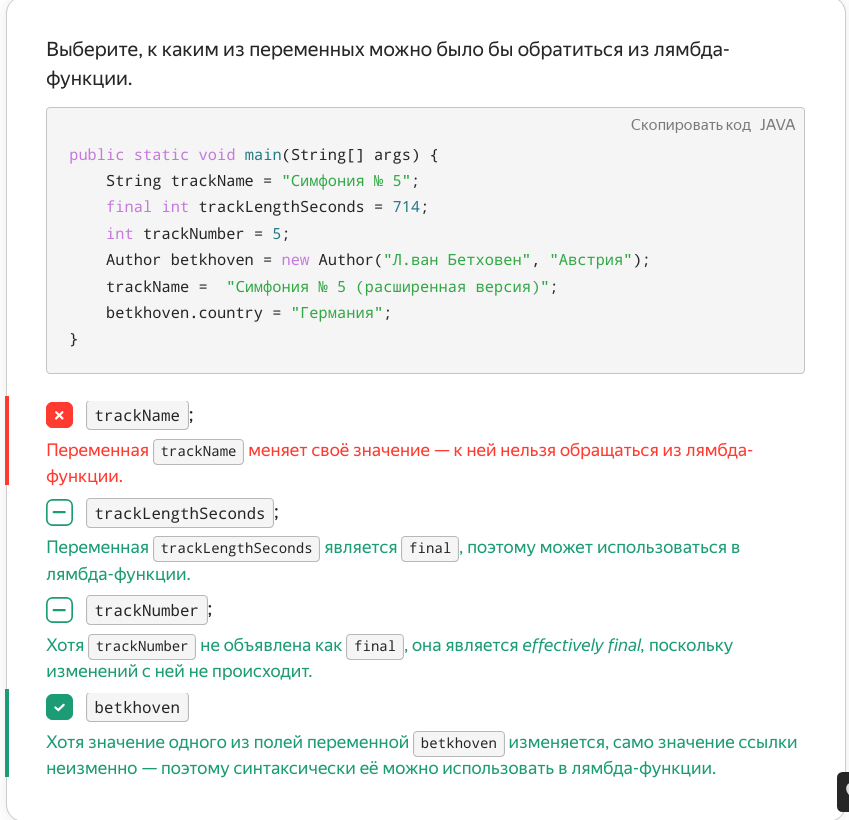 Выберите, к каким из переменных можно было бы обратиться из лямбда-
функции.
Скопировать код JAVA
public static void main(String[] args) {
    String trackName = "Симфония № 5";
    final int trackLengthSeconds = 714;
    int trackNumber = 5;
    Author betkhoven = new Author("Л.ван Бетховен", "Австрия");
    trackName =  "Симфония № 5 (расширенная версия)";
    betkhoven.country = "Германия";
}
trackName;
Переменная trackName меняет своё значение — к ней нельзя обращаться из лямбда-
функции.
trackLengthSeconds;
Переменная trackLengthSeconds является final, поэтому может использоваться в
лямбда-функции.
trackNumber;
Хотя trackNumber не объявлена как final, она является effectively final, поскольку
изменений с ней не происходит.
betkhoven
Хотя значение одного из полей переменной betkhoven изменяется, само значение ссылки
неизменно — поэтому синтаксически её можно использовать в лямбда-функции.